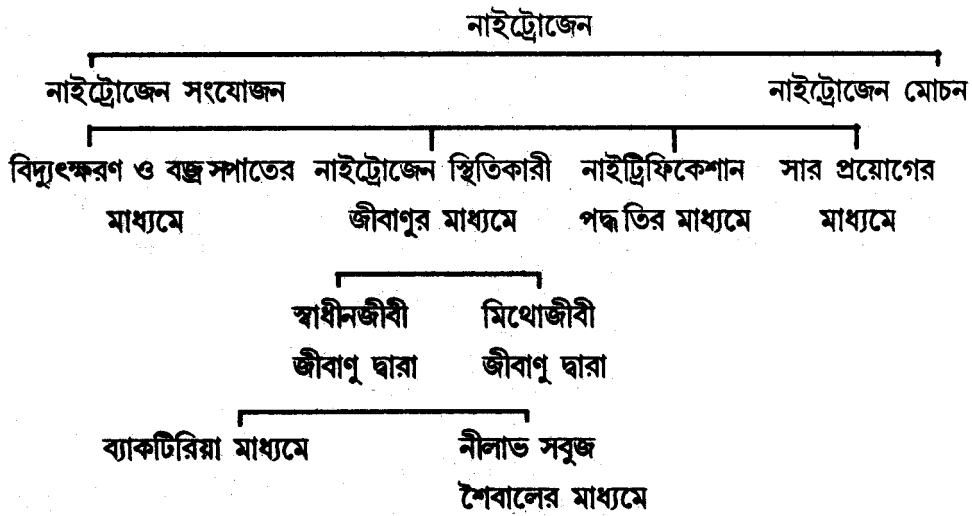 নাইট্রোজেন
নাইট্রোজেন সংযোজন নাইট্রোজেন মোচন
বিদ্যুৎক্ষরণ ও বজ্রসপাতের নাইট্রোজেন স্থিতিকারী নাইট্রিফিকেশান সার প্রয়োগের
মাধ্যমে জীবাণুর মাধ্যমে পদ্ধতির মাধ্যমে মাধ্যমে
স্বাধীনজীবী মিথোজীবী
জীবাণু দ্বারা জীবাণু দ্বারা
ব্যাকটিরিয়া মাধ্যমে নীলাভ সবুজ
শৈবালের মাধ্যমে